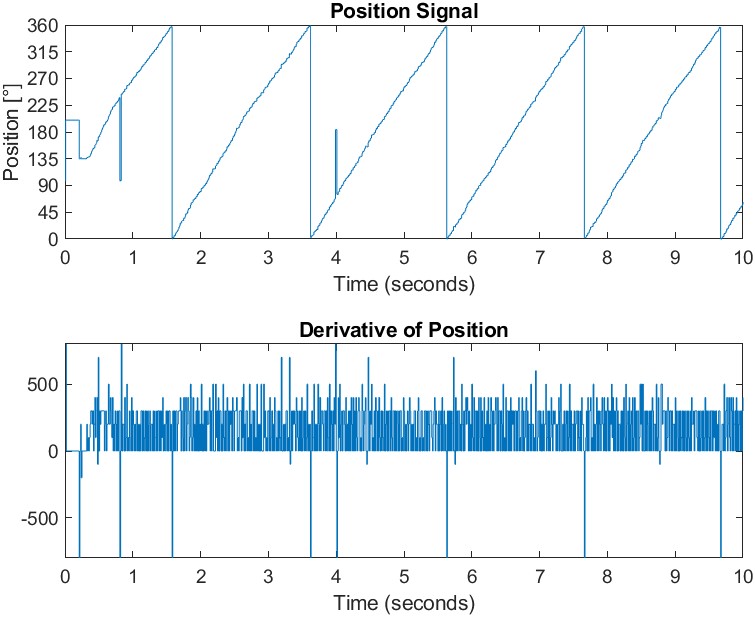 Position Signal
360
315
270
225
180
135
90
45
0
Position [°]
0 1 2 3 4 5 6 7 8 9 10
Time (seconds)
Derivative of Position
500
0
-500
0 1 2 3 4 5 6 7 8 9 10
Time (seconds)